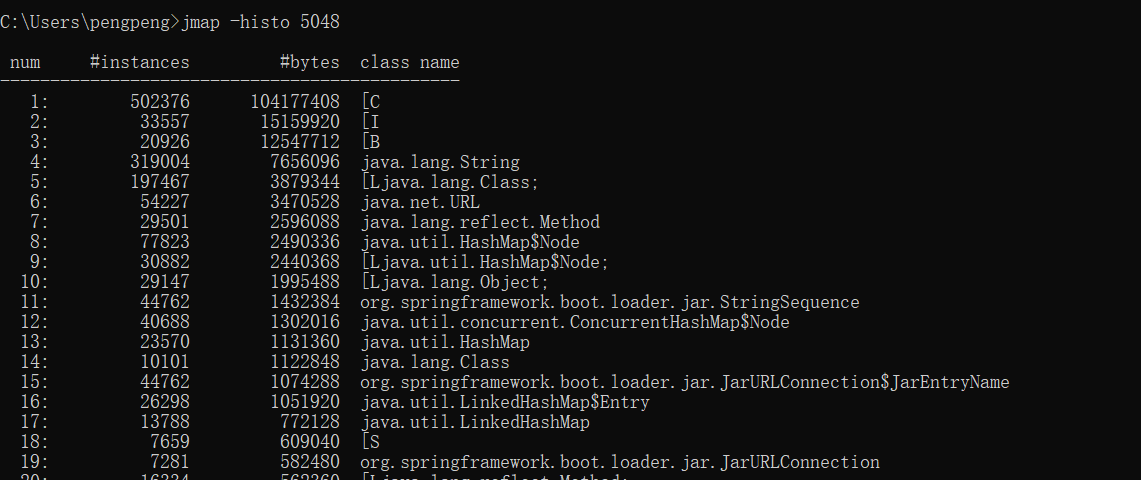 C:\Users\pengpeng>jmap -histo 5048
num #instances #bytes class name
----------------------------------------------
1: 502376 104177408 [C
2: 33557 15159920 [I
3: 20926 12547712 [B
4: 319004 7656096 java.lang.String
5: 197467 3879344 [Ljava.lang.Class;
6: 54227 3470528 java.net.URL
7: 29501 2596088 java.lang.reflect.Method
8: 77823 2490336 java.util.HashMap$Node
9: 30882 2440368 [Ljava.util.HashMap$Node;
10: 29147 1995488 [Ljava.lang.Object;
11: 44762 1432384 org.springframework.boot.loader.jar.StringSequence
12: 40688 1302016 java.util.concurrent.ConcurrentHashMap$Node
13: 23570 1131360 java.util.HashMap
14: 10101 1122848 java.lang.Class
15: 44762 1074288 org.springframework.boot.loader.jar.JarURLConnection$JarEntryName
16: 26298 1051920 java.util.LinkedHashMap$Entry
17: 13788 772128 java.util.LinkedHashMap
18: 7659 609040 [S
19: 7281 582480 org.springframework.boot.loader.jar.JarURLConnection